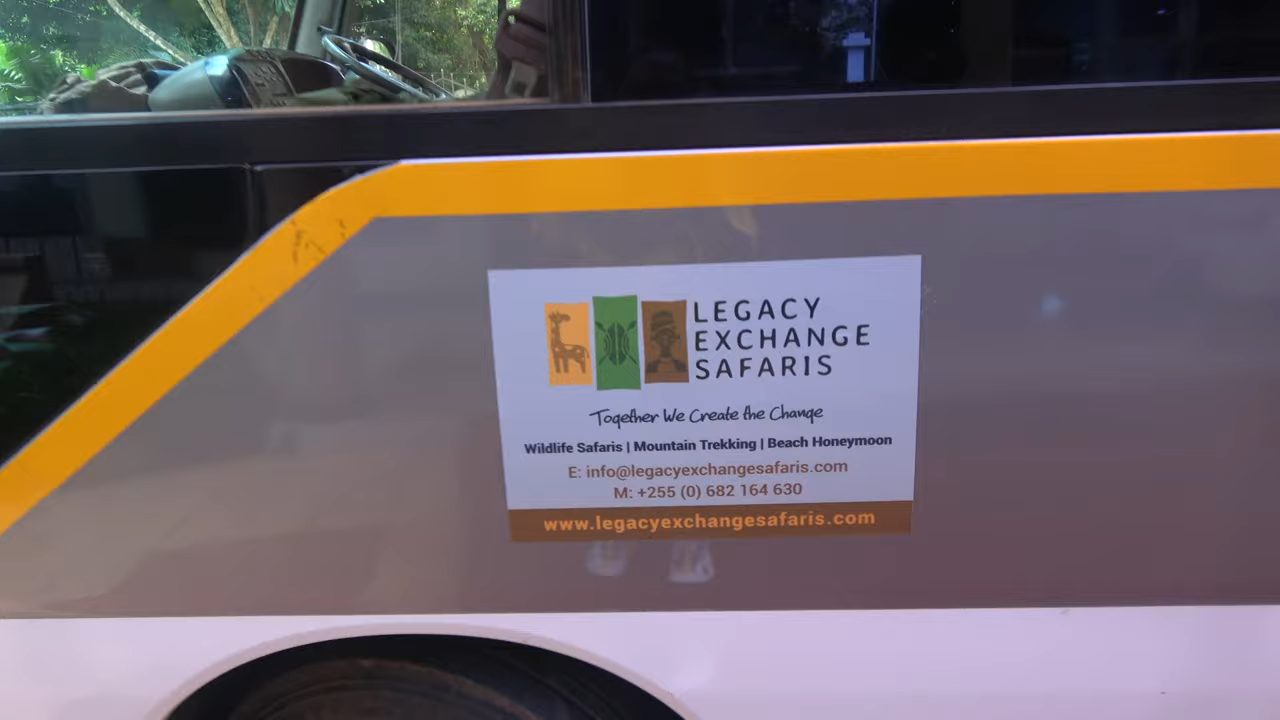 LEGACY
EXCHANGE
SAFARIS
Together We Create the Change
Wildlife Safaris | Mountain Trekking | Beach Honeymoon
E: info@legacyexchangesafaris.com
M: +255 (0) 682 164 630
www.legacyexchangesafaris.com